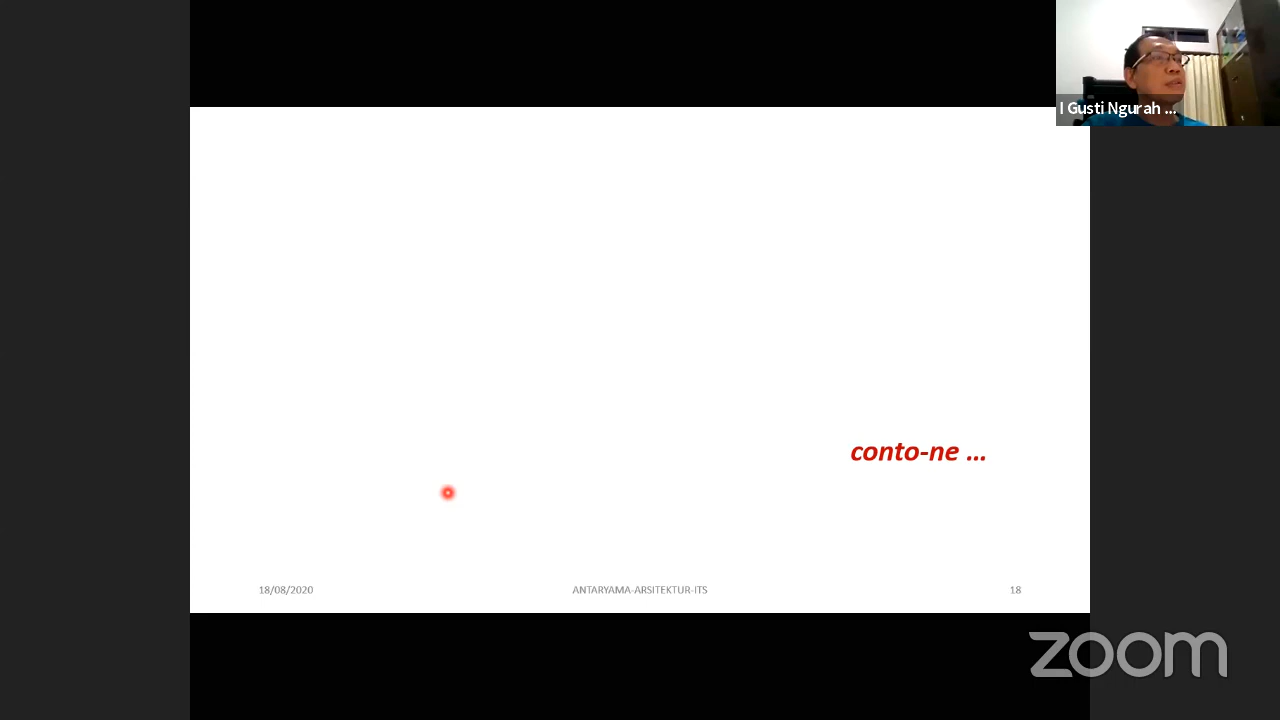 I Gusti Ngurah ...
conto-ne ...
18/08/2020
ANTARYAMA-ARSITEKTUR-ITS
18
zoom